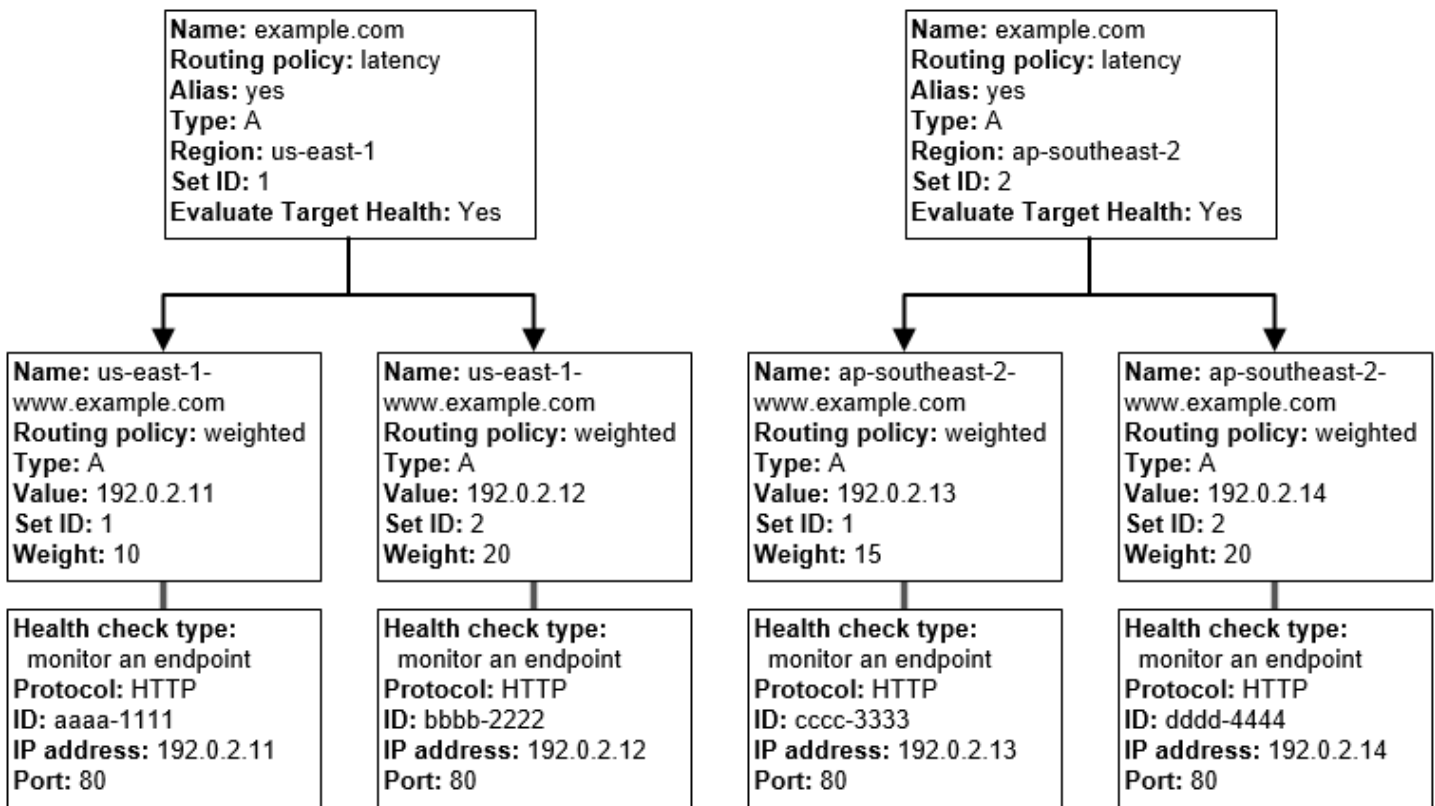 Name: example.com
Routing policy: latency
Alias: yes
Type: A
Region: us-east-1
Set ID: 1
Evaluate Target Health: Yes
Name: example.com
Routing policy: latency
Alias: yes
Type: A
Region: ap-southeast-2
Set ID: 2
Evaluate Target Health: Yes
Name: us-east-1-
www.example.com
Routing policy: weighted
Type: A
Value: 192.0.2.11
Set ID: 1
Weight: 10
Name: us-east-1-
www.example.com
Routing policy: weighted
Type: A
Value: 192.0.2.12
Set ID: 2
Weight: 20
Name: ap-southeast-2-
www.example.com
Routing policy: weighted
Type: A
Value: 192.0.2.13
Set ID: 1
Weight: 15
Name: ap-southeast-2-
www.example.com
Routing policy: weighted
Type: A
Value: 192.0.2.14
Set ID: 2
Weight: 20
Health check type:
monitor an endpoint
Protocol: HTTP
ID: aaaa-1111
IP address: 192.0.2.11
Port: 80
Health check type:
monitor an endpoint
Protocol: HTTP
ID: bbbb-2222
IP address: 192.0.2.12
Port: 80
Health check type:
monitor an endpoint
Protocol: HTTP
ID: cccc-3333
IP address: 192.0.2.13
Port: 80
Health check type:
monitor an endpoint
Protocol: HTTP
ID: dddd-4444
IP address: 192.0.2.14
Port: 80